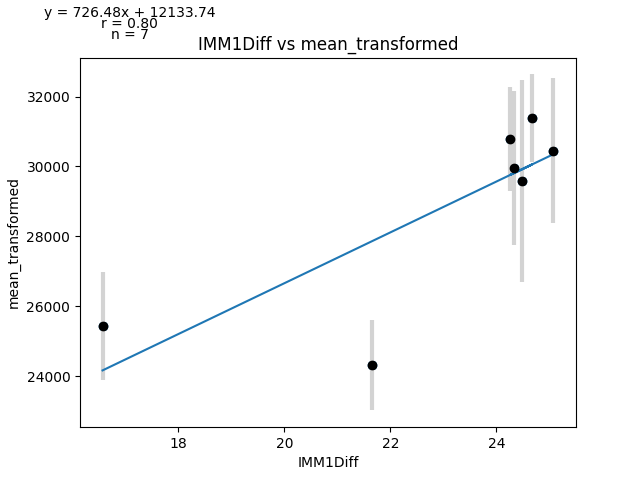 y = 726.48x + 12133.74
r = 0.80
n = 7
IMM1Diff vs mean_transformed
32000
30000
28000
26000
24000
mean_transformed
18
20
22
24
IMM1Diff